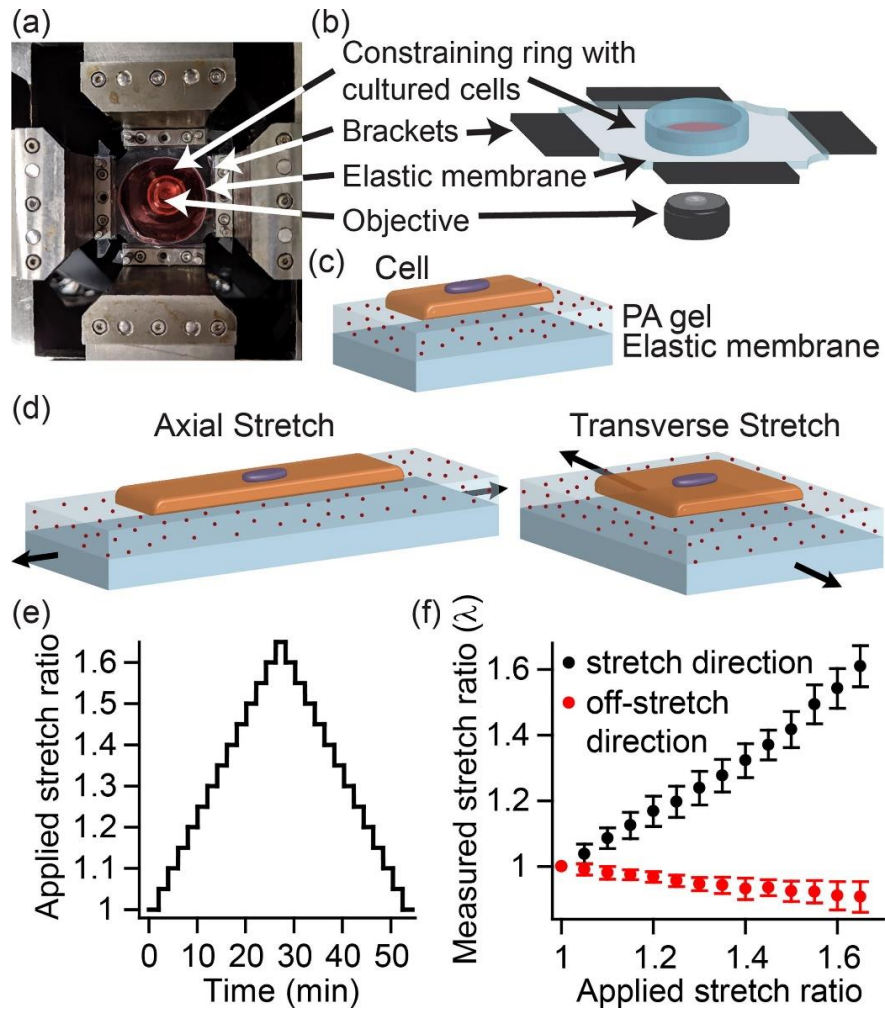 (a)
(b)
Constraining ring with
cultured cells
Brackets
Elastic membrane
Objective
(c)
Cell
PA gel
Elastic membrane
(d)
Axial Stretch
Transverse Stretch
(e)
Applied stretch ratio
1.6
1.5
1.4
1.3
1.2
1.1
1
0 10 20 30 40 50
Time (min)
(f)
Measured stretch ratio (λ)
stretch direction
off-stretch
direction
1.6
1.4
1.2
1
1 1.2 1.4 1.6
Applied stretch ratio